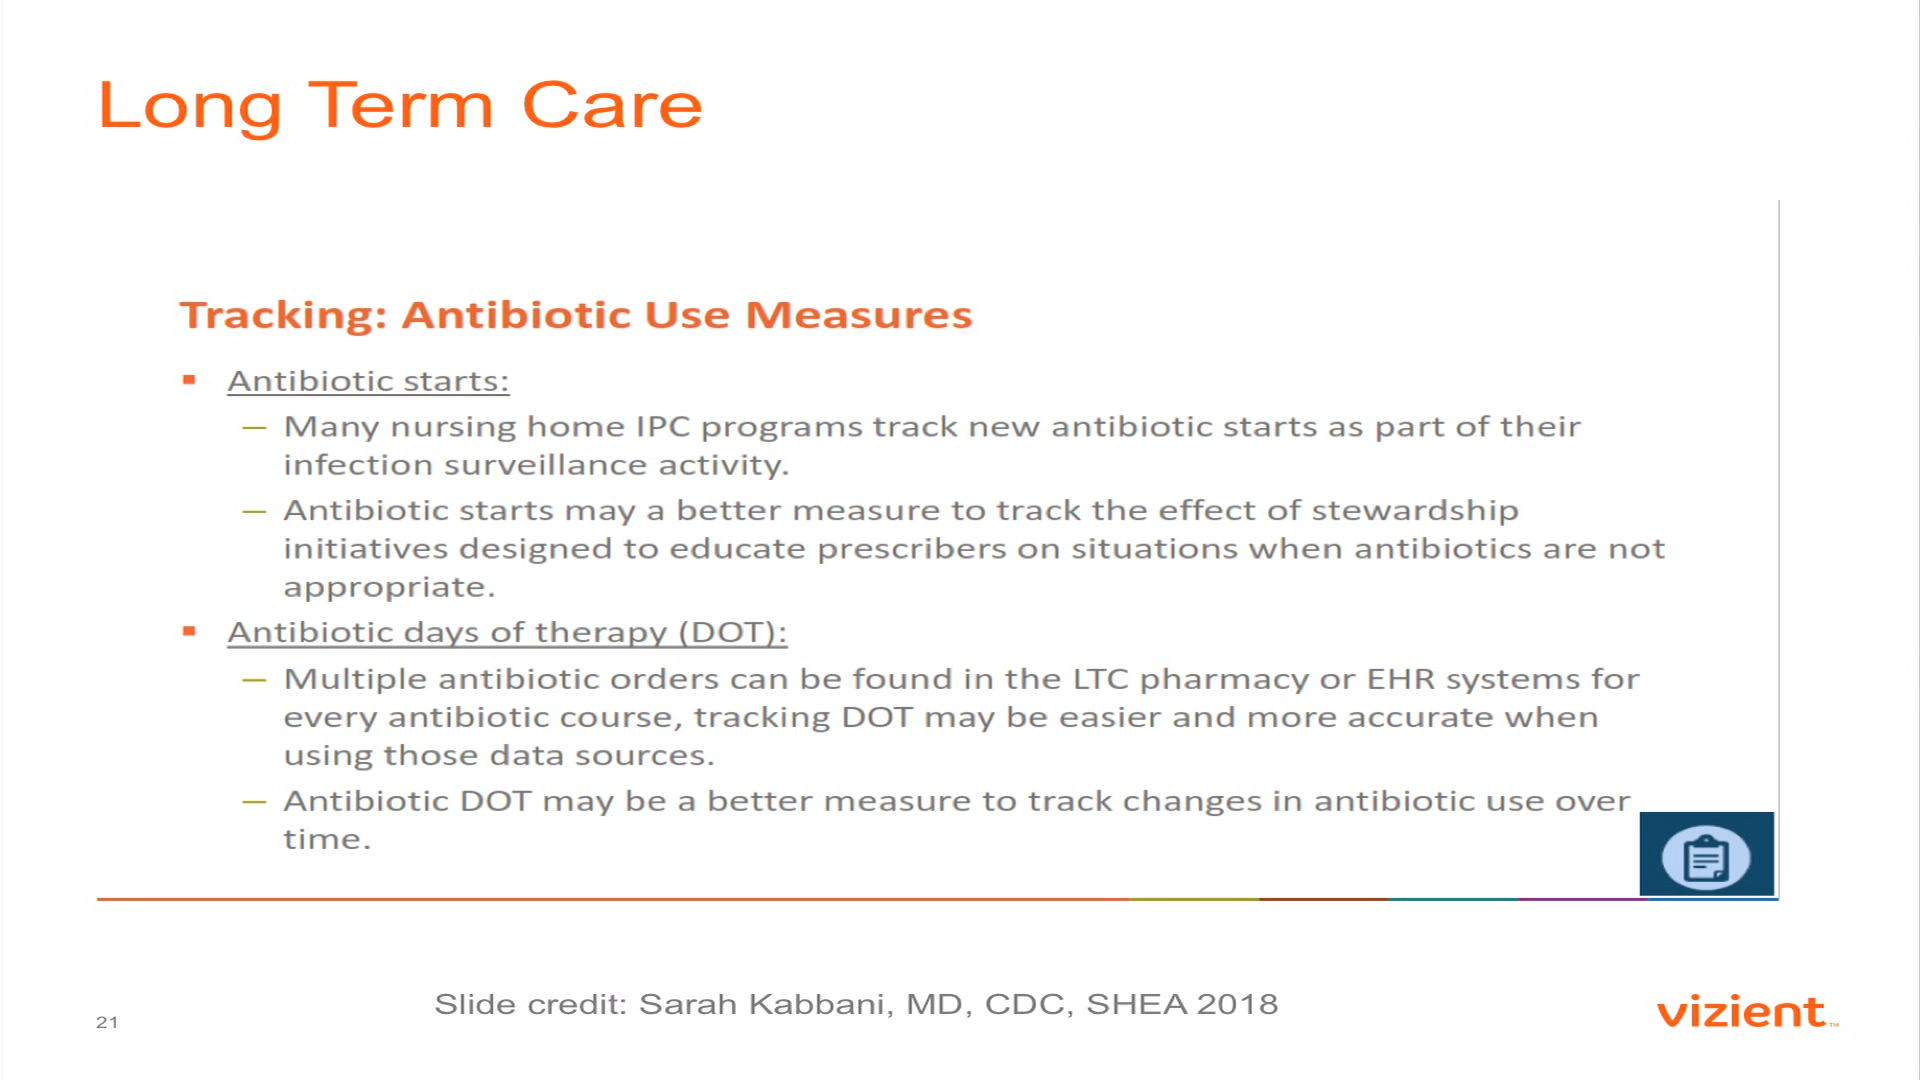 Long Term Care
Tracking: Antibiotic Use Measures
▪ Antibiotic starts:
– Many nursing home IPC programs track new antibiotic starts as part of their
infection surveillance activity.
– Antibiotic starts may a better measure to track the effect of stewardship
initiatives designed to educate prescribers on situations when antibiotics are not
appropriate.
▪ Antibiotic days of therapy (DOT):
– Multiple antibiotic orders can be found in the LTC pharmacy or EHR systems for
every antibiotic course, tracking DOT may be easier and more accurate when
using those data sources.
– Antibiotic DOT may be a better measure to track changes in antibiotic use over
time.
Slide credit: Sarah Kabbani, MD, CDC, SHEA 2018
21
vizient™